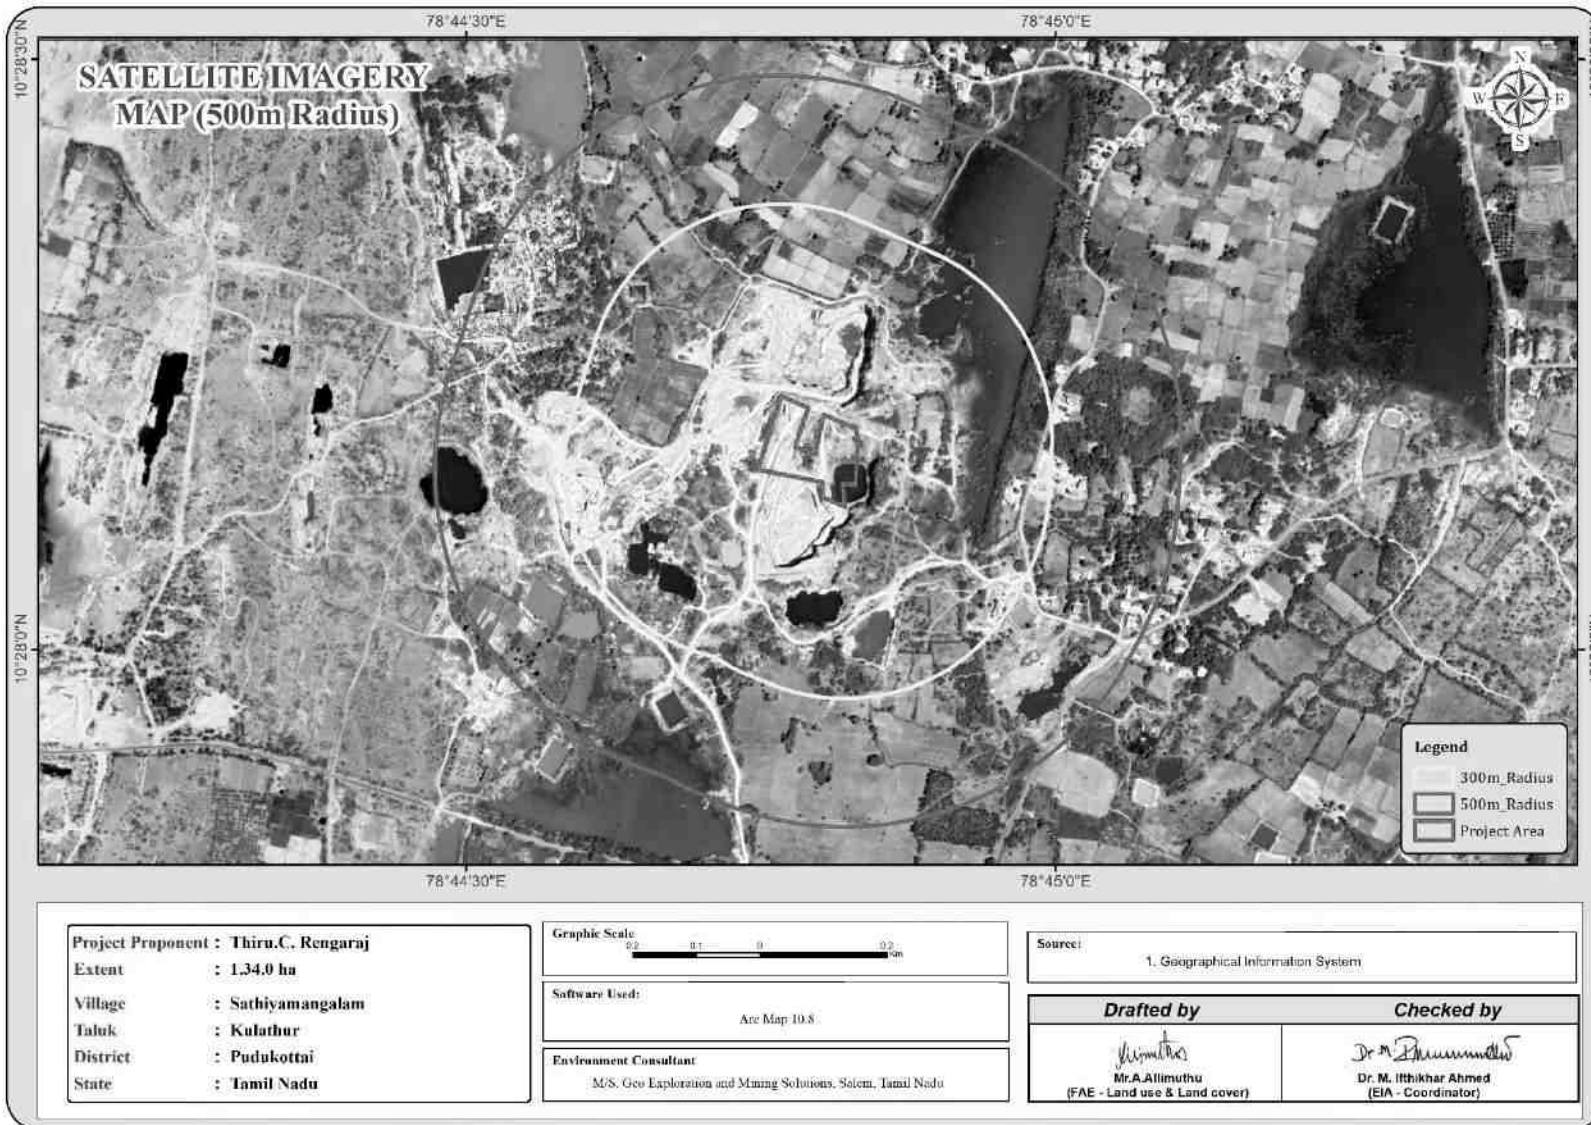 78°44'30"E
78°45'0"E
10°28'30"N
SATELLITE IMAGERY
MAP (500m Radius)
N
W E
S
10°28'0"N
Legend
300m_Radius
500m_Radius
Project Area
78°44'30"E
78°45'0"E
Project Proponent : Thiru.C. Rengaraj
Extent : 1.34.0 ha
Village : Sathiyamangalam
Taluk : Kulathur
District : Pudukottai
State : Tamil Nadu
Graphic Scale
0.2 0.1 0 0.2
Km
Software Used:
Arc Map 10.8
Environment Consultant
M/S. Geo Exploration and Mining Solutions, Salem, Tamil Nadu
Source:
1. Geographical Information System
Drafted by
Checked by
Mr.A.Allimuthu
(FAE - Land use & Land cover)
Dr. M.
Dr. M. Ifthikhar Ahmed
(EIA - Coordinator)